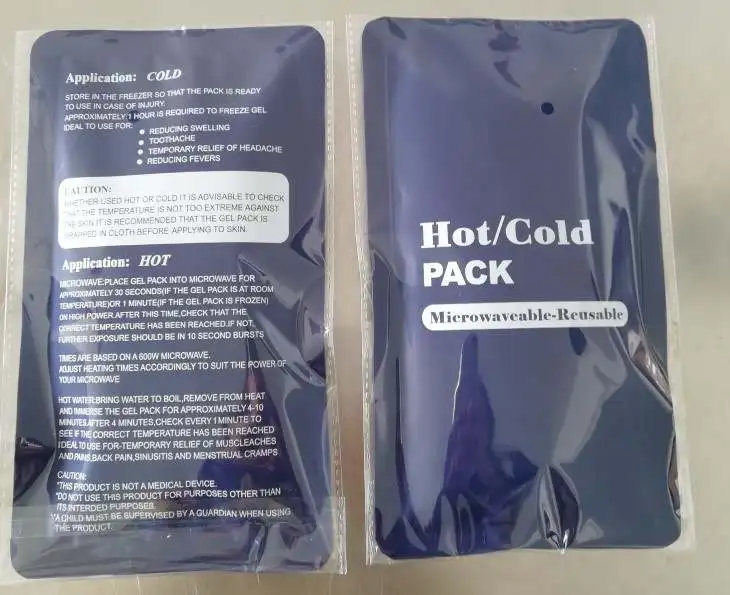 Application: COLD
STORE IN THE FREEZER SO THAT THE PACK IS READY
TO USE IN CASE OF INJURY.
APPROXIMATELY 1 HOUR IS REQUIRED TO FREEZE GEL
IDEAL TO USE FOR:
● REDUCING SWELLING
● TOOTHACHE
● TEMPORARY RELIEF OF HEADACHE
● REDUCING FEVERS
CAUTION:
WHETHER USED HOT OR COLD IT IS ADVISABLE TO CHECK
THAT THE TEMPERATURE IS NOT TOO EXTREME AGAINST
THE SKIN IT IS RECOMMENDED THAT THE GEL PACK IS
WRAPPED IN CLOTH BEFORE APPLYING TO SKIN.
Application: HOT
MICROWAVE:PLACE GEL PACK INTO MICROWAVE FOR
APPROXIMATELY 30 SECONDS(IF THE GEL PACK IS AT ROOM
TEMPERATURE)OR 1 MINUTE(IF THE GEL PACK IS FROZEN)
ON HIGH POWER.AFTER THIS TIME,CHECK THAT THE
CORRECT TEMPERATURE HAS BEEN REACHED.IF NOT,
FURTHER EXPOSURE SHOULD BE IN 10 SECOND BURSTS
TIMES ARE BASED ON A 600W MICROWAVE.
ADJUST HEATING TIMES ACCORDINGLY TO SUIT THE POWER OF
YOUR MICROWAVE
HOT WATER:BRING WATER TO BOIL,REMOVE FROM HEAT
AND IMMERSE THE GEL PACK FOR APPROXIMATELY 4-10
MINUTES.AFTER 4 MINUTES,CHECK EVERY 1 MINUTE TO
SEE IF THE CORRECT TEMPERATURE HAS BEEN REACHED
IDEAL TO USE FOR-TEMPORARY RELIEF OF MUSCLEACHES
AND PAINS,BACK PAIN,SINUSITIS AND MENSTRUAL CRAMPS
CAUTION:
*THIS PRODUCT IS NOT A MEDICAL DEVICE.
*DO NOT USE THIS PRODUCT FOR PURPOSES OTHER THAN
ITS INTERDED PURPOSES.
*A CHILD MUST BE SUPERVISED BY A GUARDIAN WHEN USING
THE PRODUCT.
Hot/Cold
PACK
Microwaveable-Reusable